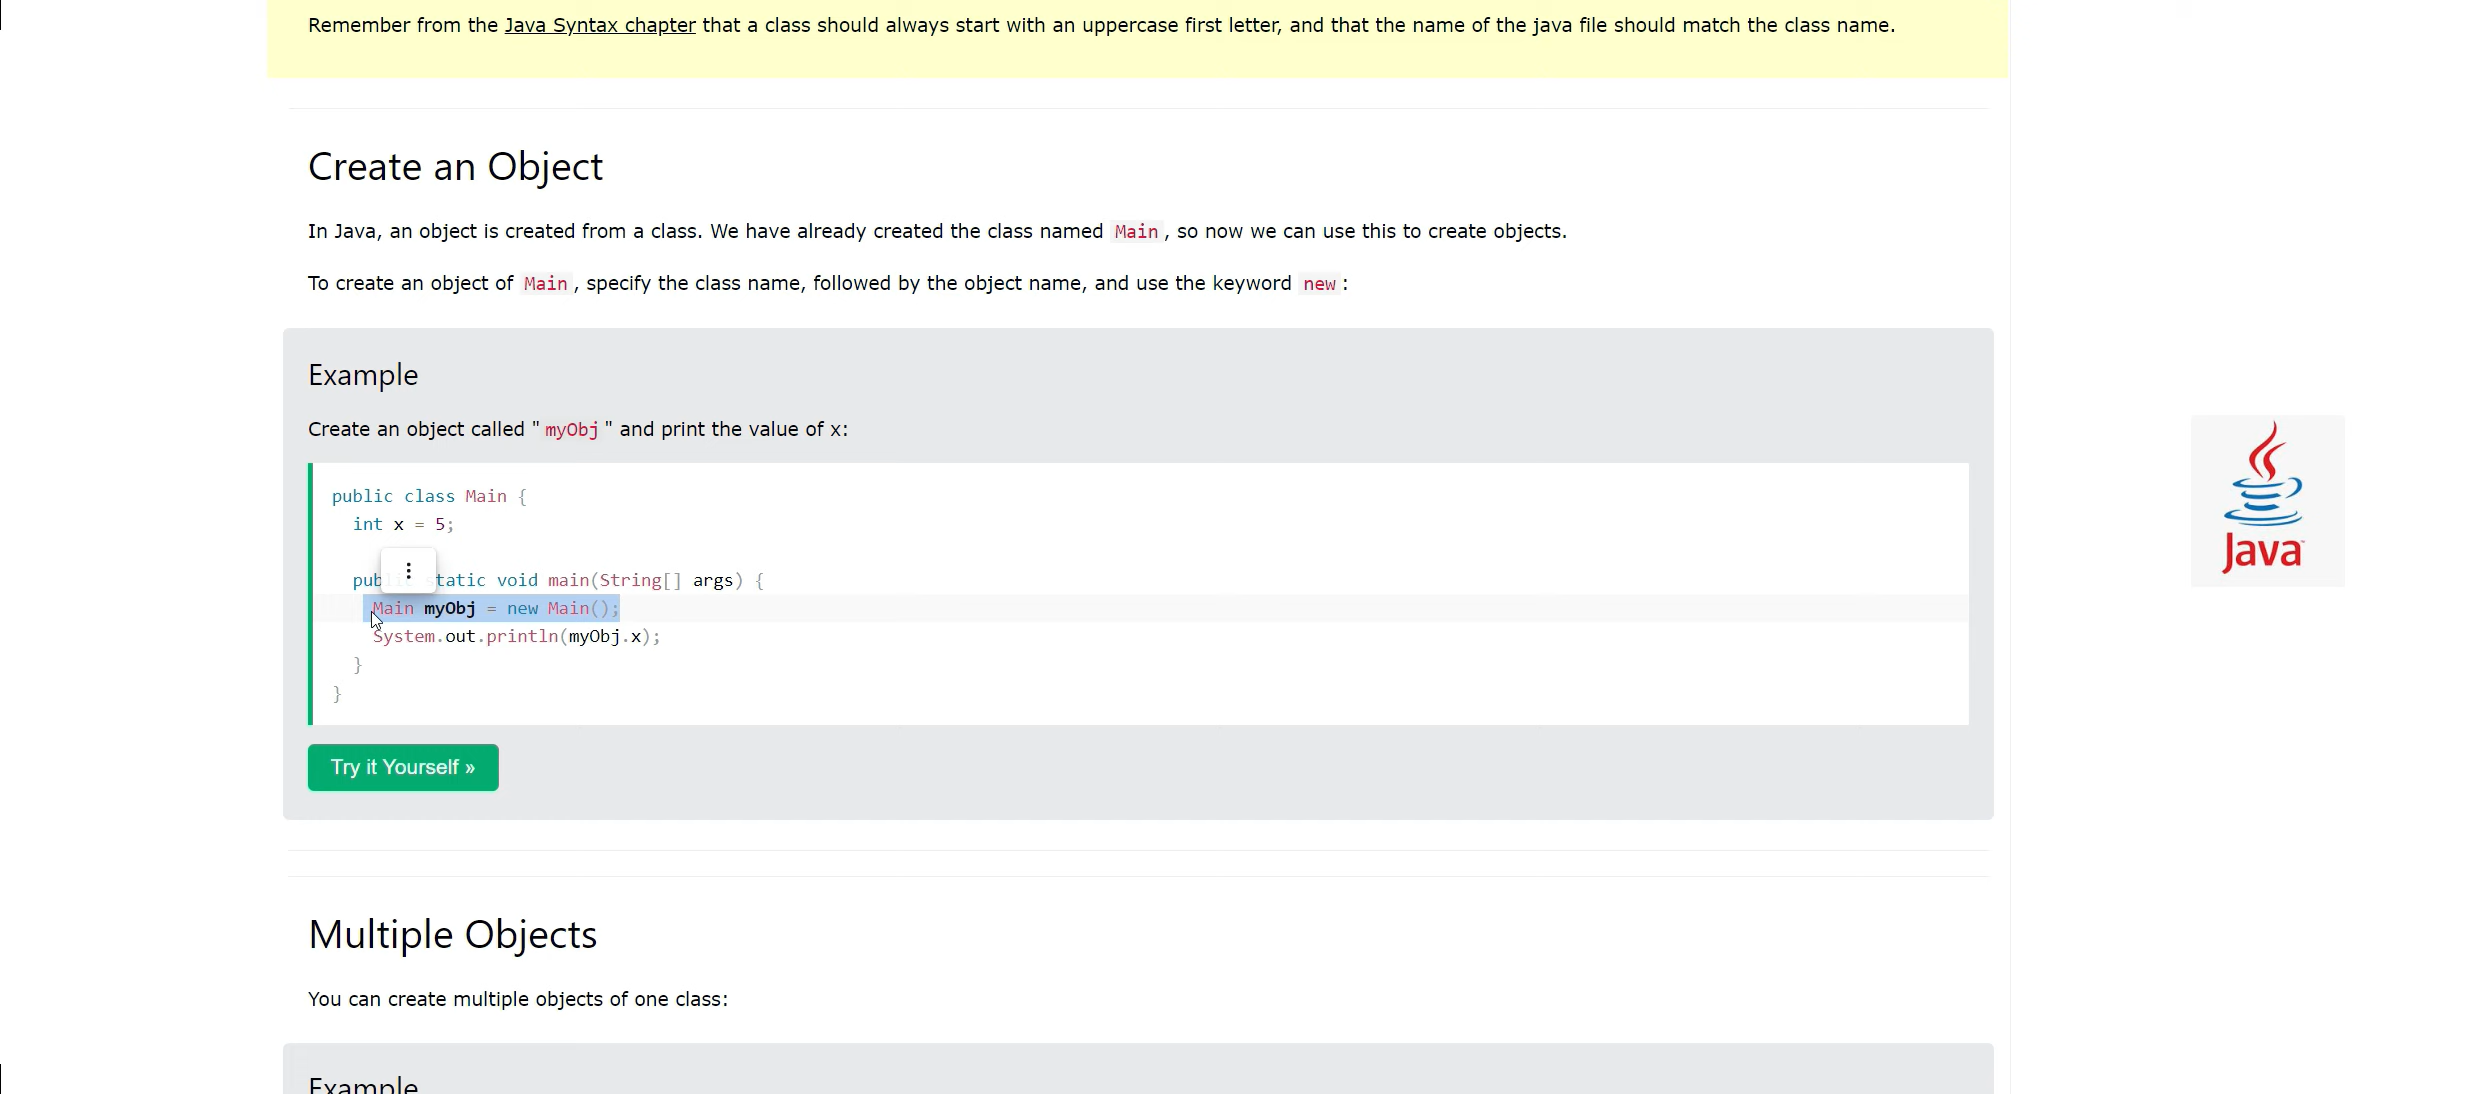 Remember from the Java Syntax chapter that a class should always start with an uppercase first letter, and that the name of the java file should match the class name.
Create an Object
In Java, an object is created from a class. We have already created the class named Main, so now we can use this to create objects.
To create an object of Main, specify the class name, followed by the object name, and use the keyword new:
Example
Create an object called "myObj" and print the value of x:
public class Main {
int x = 5;
static void main(String[] args) {
Main myObj = new Main();
System.out.println(myObj.x);
}
}
Try it Yourself »
Java™
Multiple Objects
You can create multiple objects of one class:
Example